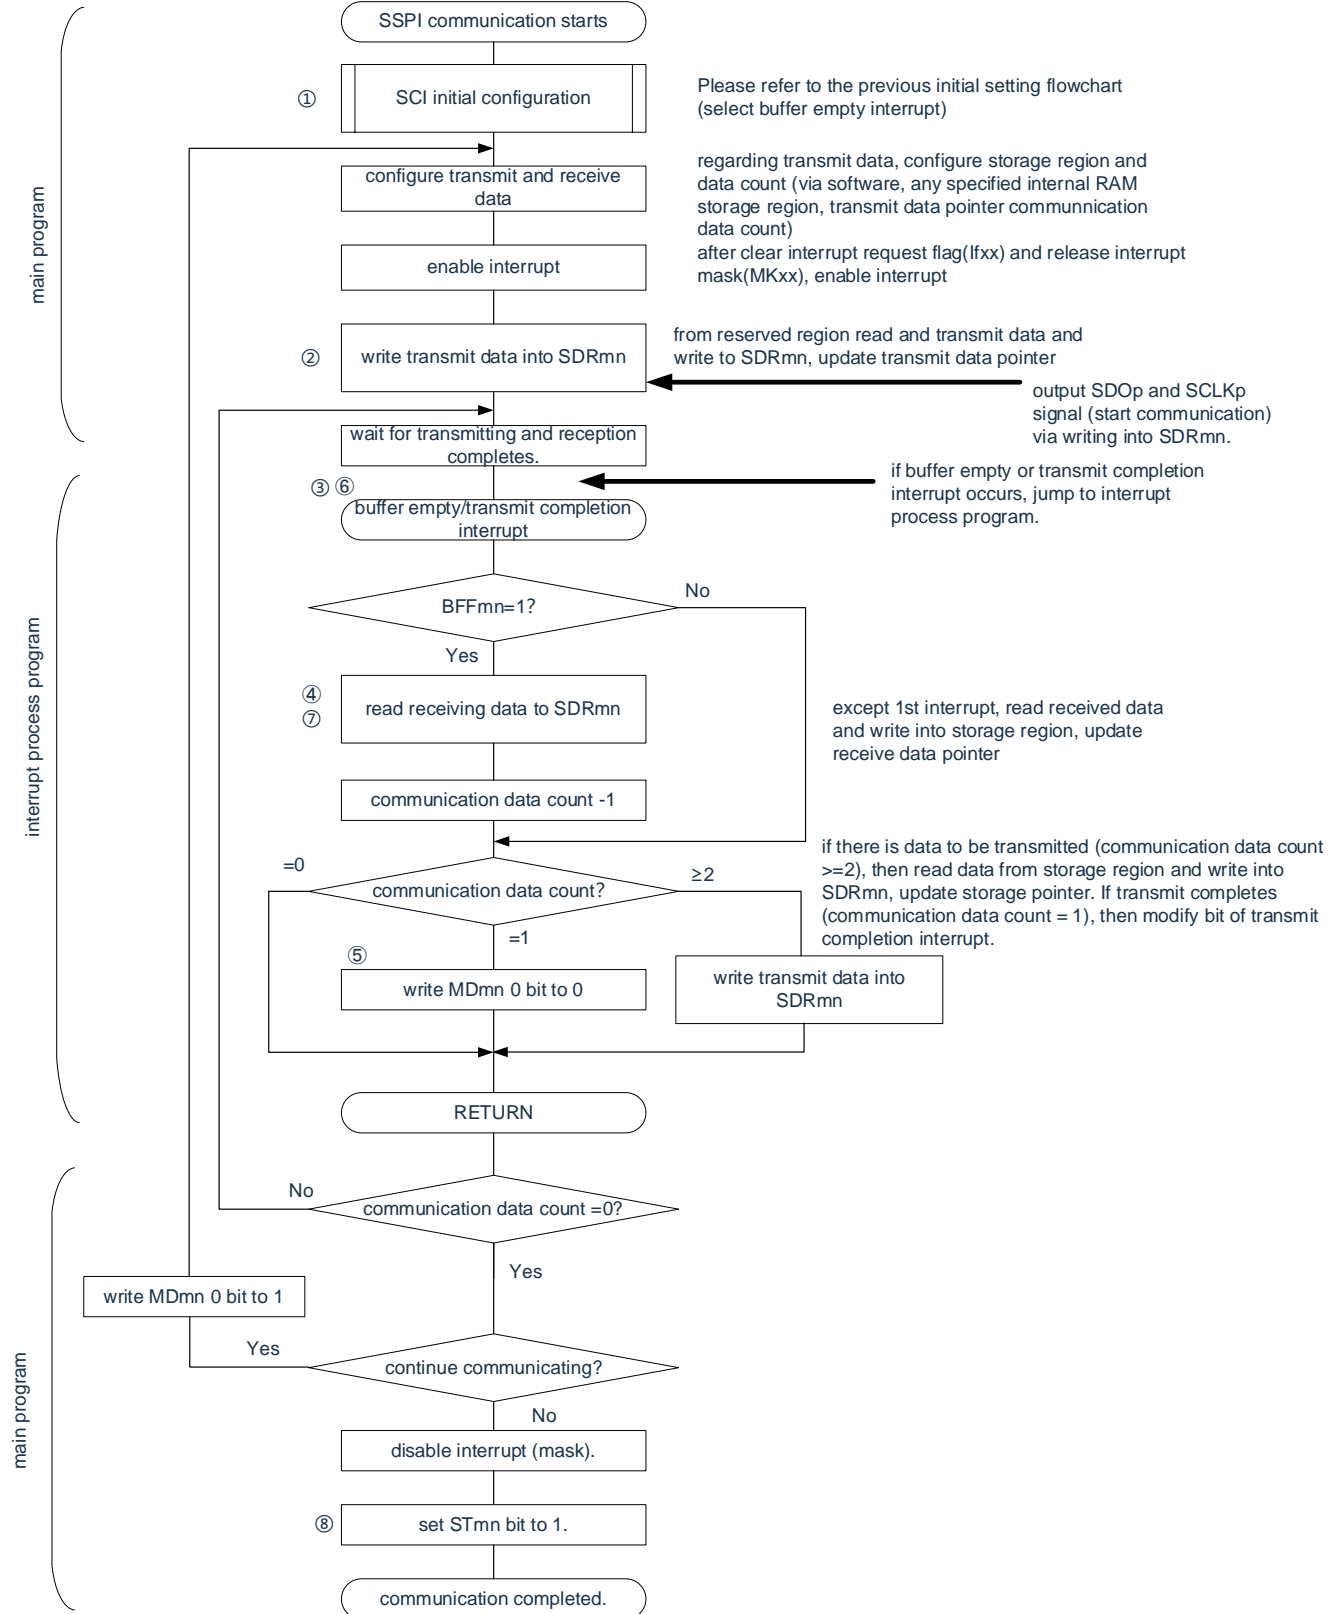 SSPI communication starts
①
SCI initial configuration
Please refer to the previous initial setting flowchart
(select buffer empty interrupt)
main program
configure transmit and receive
data
regarding transmit data, configure storage region and
data count (via software, any specified internal RAM
storage region, transmit data pointer communnication
data count)
after clear interrupt request flag(Ifxx) and release interrupt
mask(MKxx), enable interrupt
enable interrupt
②
write transmit data into SDRmn
from reserved region read and transmit data and
write to SDRmn, update transmit data pointer
output SDOp and SCLKp
signal (start communication)
via writing into SDRmn.
wait for transmitting and reception
completes.
③ ⑥
if buffer empty or transmit completion
interrupt occurs, jump to interrupt
process program.
buffer empty/transmit completion
interrupt
interrupt process program
BFFmn=1?
No
Yes
④
⑦
read receiving data to SDRmn
except 1st interrupt, read received data
and write into storage region, update
receive data pointer
communication data count -1
=0
communication data count?
≥2
if there is data to be transmitted (communication data count
>=2), then read data from storage region and write into
SDRmn, update storage pointer. If transmit completes
(communication data count = 1), then modify bit of transmit
completion interrupt.
=1
⑤
write MDmn 0 bit to 0
write transmit data into
SDRmn
RETURN
No
communication data count =0?
Yes
write MDmn 0 bit to 1
Yes
continue communicating?
main program
No
disable interrupt (mask).
⑧
set STmn bit to 1.
communication completed.